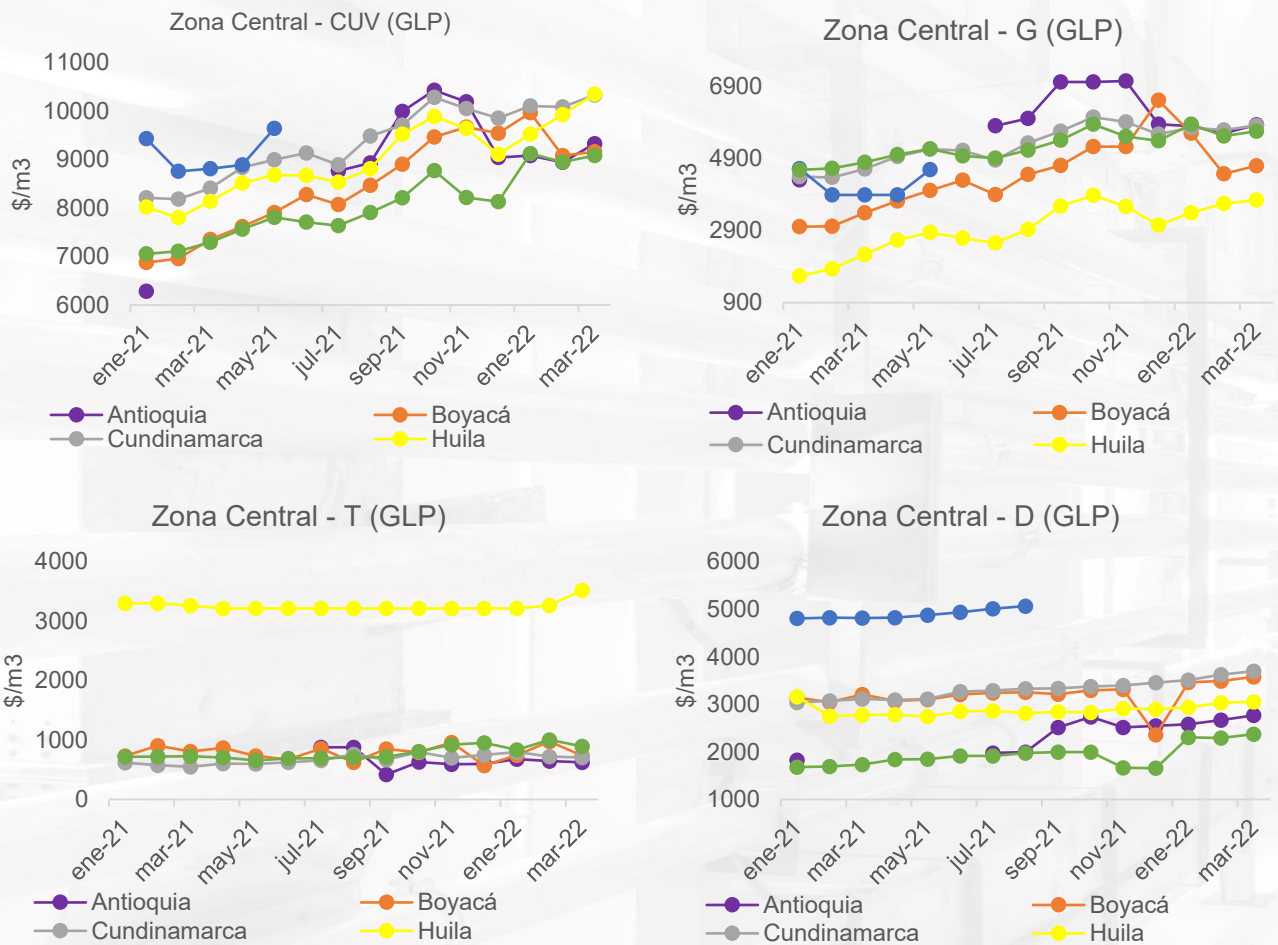 Zona Central - CUV (GLP)
11000
10000
9000
8000
7000
6000
$/m3
ene-21
mar-21
may-21
jul-21
sep-21
nov-21
ene-22
mar-22
Antioquia
Boyacá
Cundinamarca
Huila
Zona Central - G (GLP)
6900
4900
2900
900
$/m3
ene-21
mar-21
may-21
jul-21
sep-21
nov-21
ene-22
mar-22
Antioquia
Boyacá
Cundinamarca
Huila
Zona Central - T (GLP)
4000
3000
2000
1000
0
$/m3
ene-21
mar-21
may-21
jul-21
sep-21
nov-21
ene-22
mar-22
Antioquia
Boyacá
Cundinamarca
Huila
Zona Central - D (GLP)
6000
5000
4000
3000
2000
1000
$/m3
ene-21
mar-21
may-21
jul-21
sep-21
nov-21
ene-22
mar-22
Antioquia
Boyacá
Cundinamarca
Huila